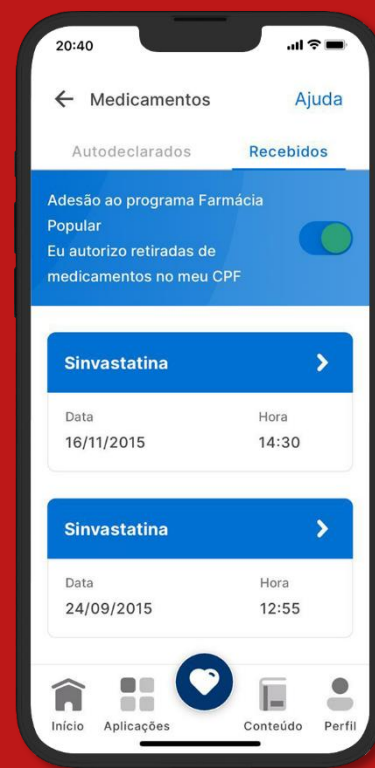 20:40
Medicamentos
Ajuda
Autodeclarados
Recebidos
Adesão ao programa Farmácia
Popular
Eu autorizo retiradas de
medicamentos no meu CPF
Sinvastatina
Data
Hora
16/11/2015
14:30
Sinvastatina
Data
Hora
24/09/2015
12:55
Início
Aplicações
Conteúdo
Perfil